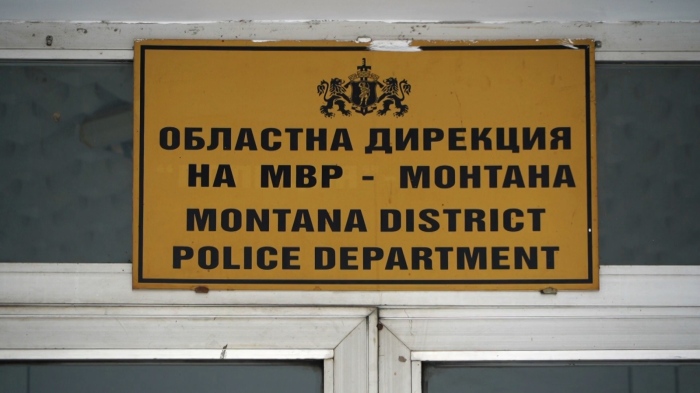 ОБЛАСТНА ДИРЕКЦИЯ
НА МВР - МОНТАНА
MONTANA DISTRICT
POLICE DEPARTMENT